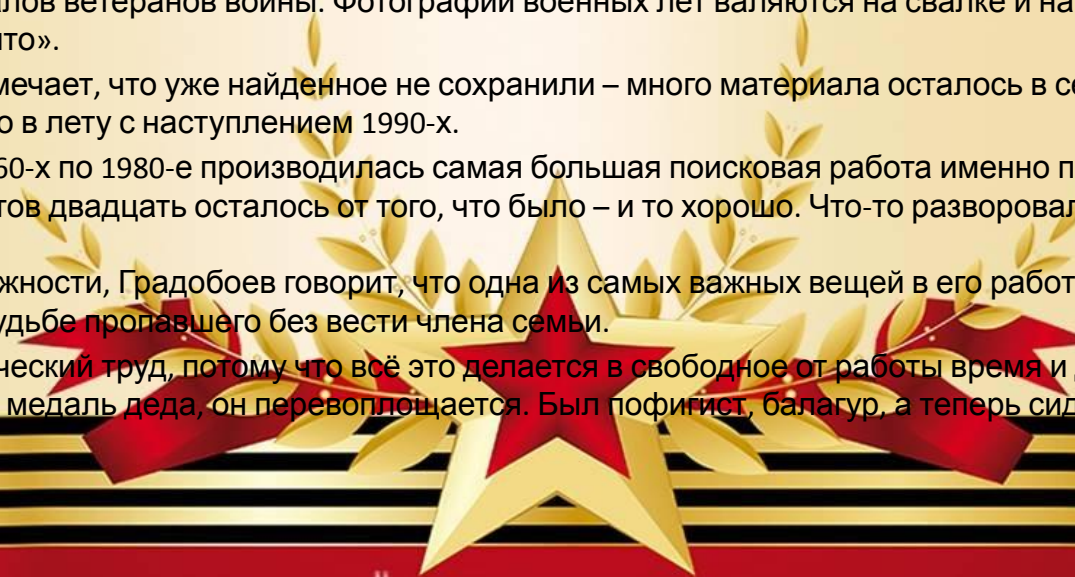 алов ветеранов войны. Фотографии военных лет валяются на свалке и на
что».
мечает, что уже найденное не сохранили – много материала осталось в се
о в лету с наступлением 1990-х.
60-х по 1980-е производилась самая большая поисковая работа именно п
тов двадцать осталось от того, что было – и то хорошо. Что-то разворовал
жности, Градобоев говорит, что одна из самых важных вещей в его работ
удьбе пропавшего без вести члена семьи.
ческий труд, потому что всё это делается в свободное от работы время и
медаль деда, он перевоплощается. Был пофигист, балагур, а теперь сид